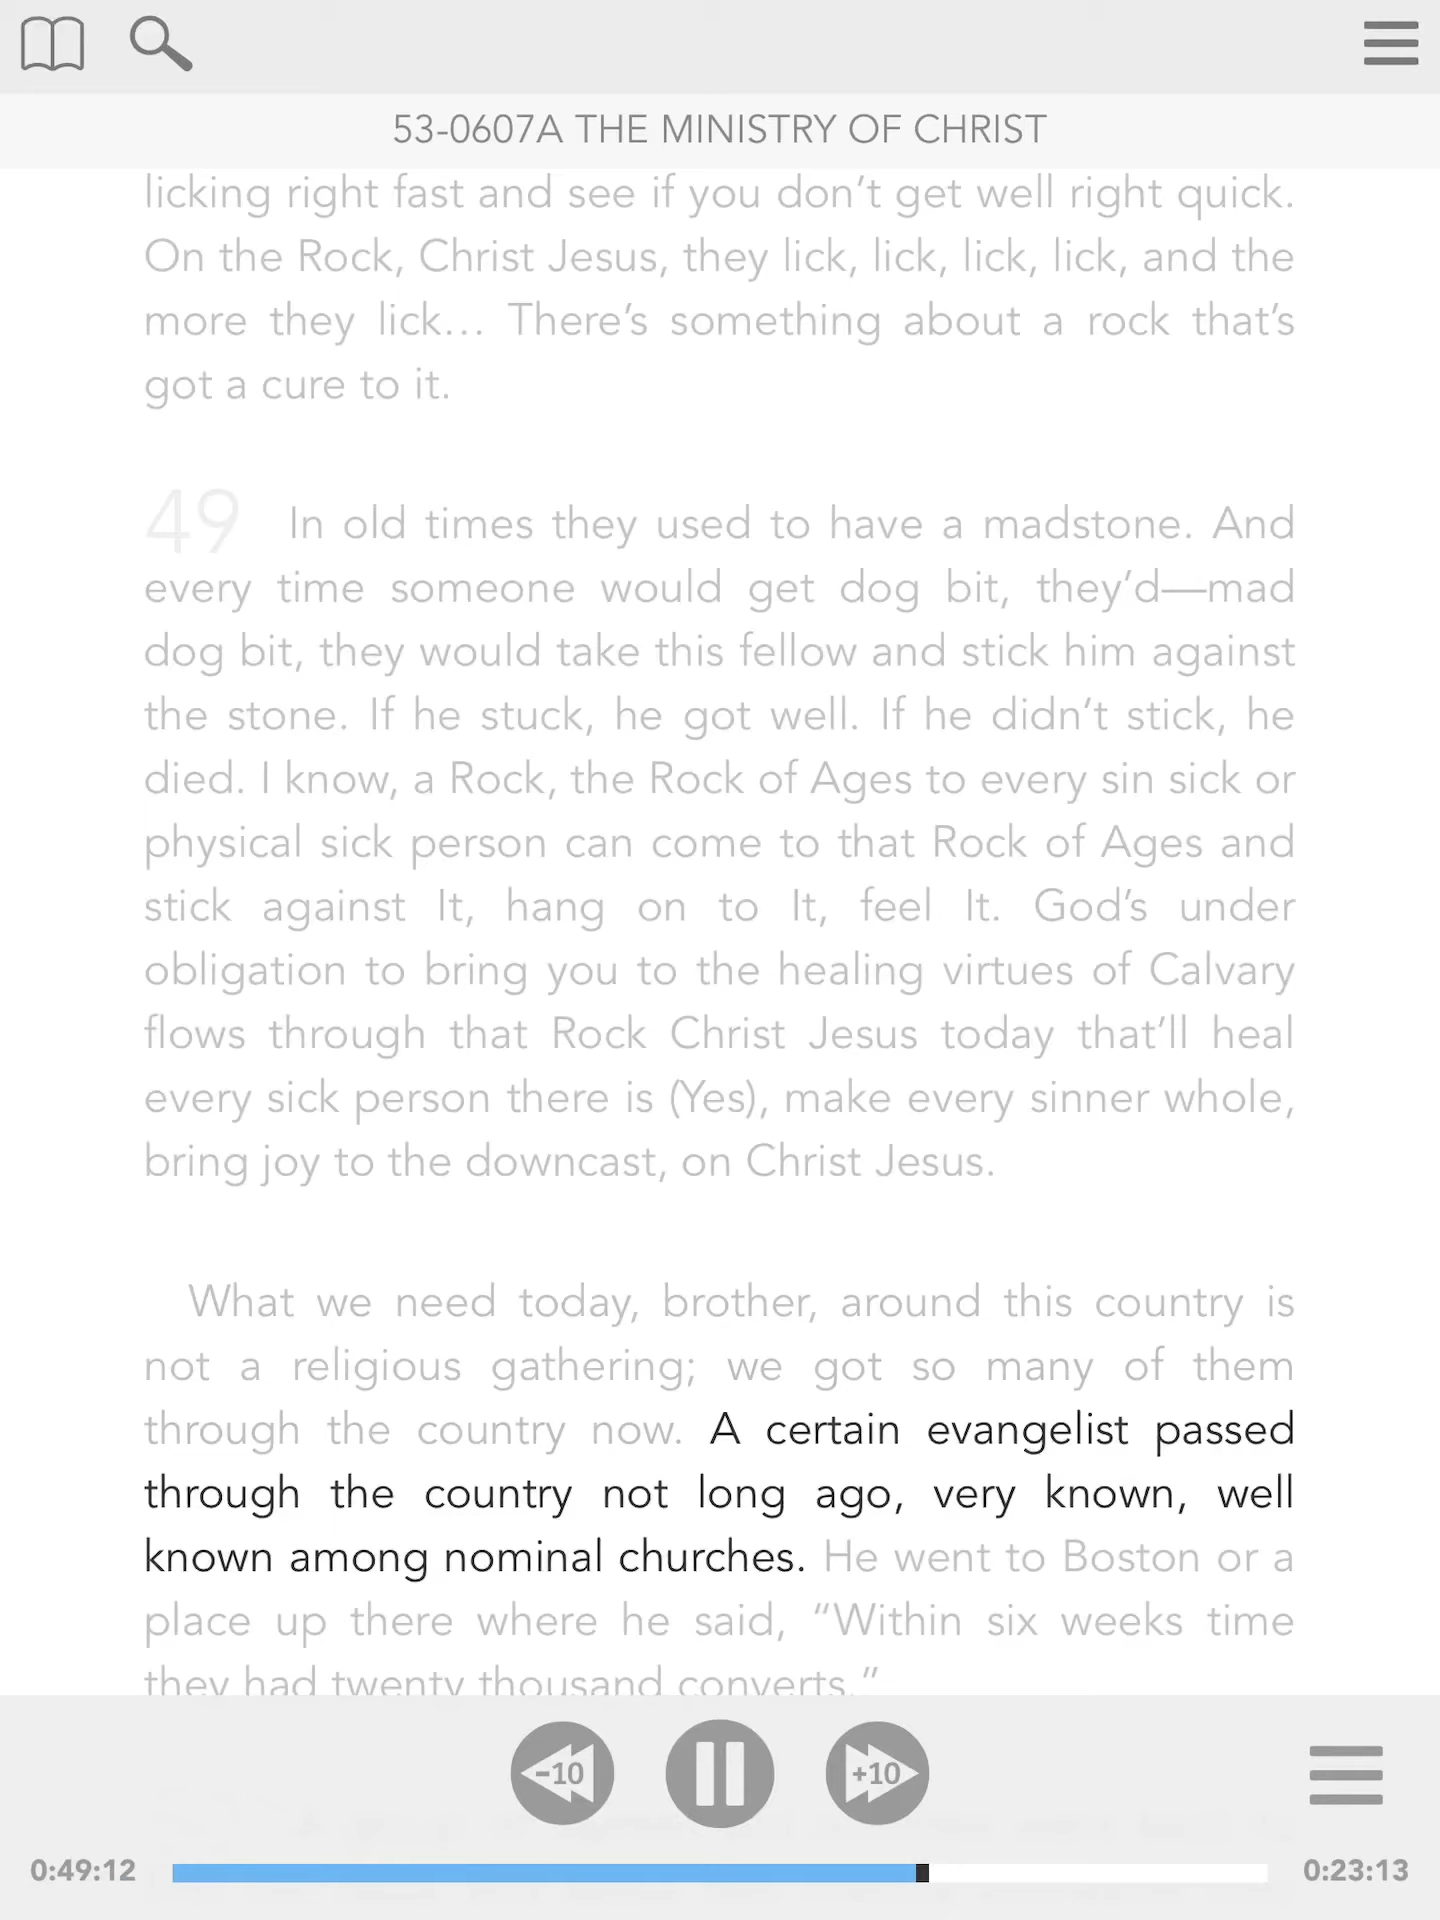 53-0607A THE MINISTRY OF CHRIST
licking right fast and see if you don’t get well right quick.
On the Rock, Christ Jesus, they lick, lick, lick, lick, and the
more they lick… There’s something about a rock that’s
got a cure to it.
49 In old times they used to have a madstone. And
every time someone would get dog bit, they’d—mad
dog bit, they would take this fellow and stick him against
the stone. If he stuck, he got well. If he didn’t stick, he
died. I know, a Rock, the Rock of Ages to every sin sick or
physical sick person can come to that Rock of Ages and
stick against It, hang on to It, feel It. God’s under
obligation to bring you to the healing virtues of Calvary
flows through that Rock Christ Jesus today that’ll heal
every sick person there is (Yes), make every sinner whole,
bring joy to the downcast, on Christ Jesus.
What we need today, brother, around this country is
not a religious gathering; we got so many of them
through the country now. A certain evangelist passed
through the country not long ago, very known, well
known among nominal churches. He went to Boston or a
place up there where he said, “Within six weeks time
they had twenty thousand converts.”
-10 +10
0:49:12 0:23:13